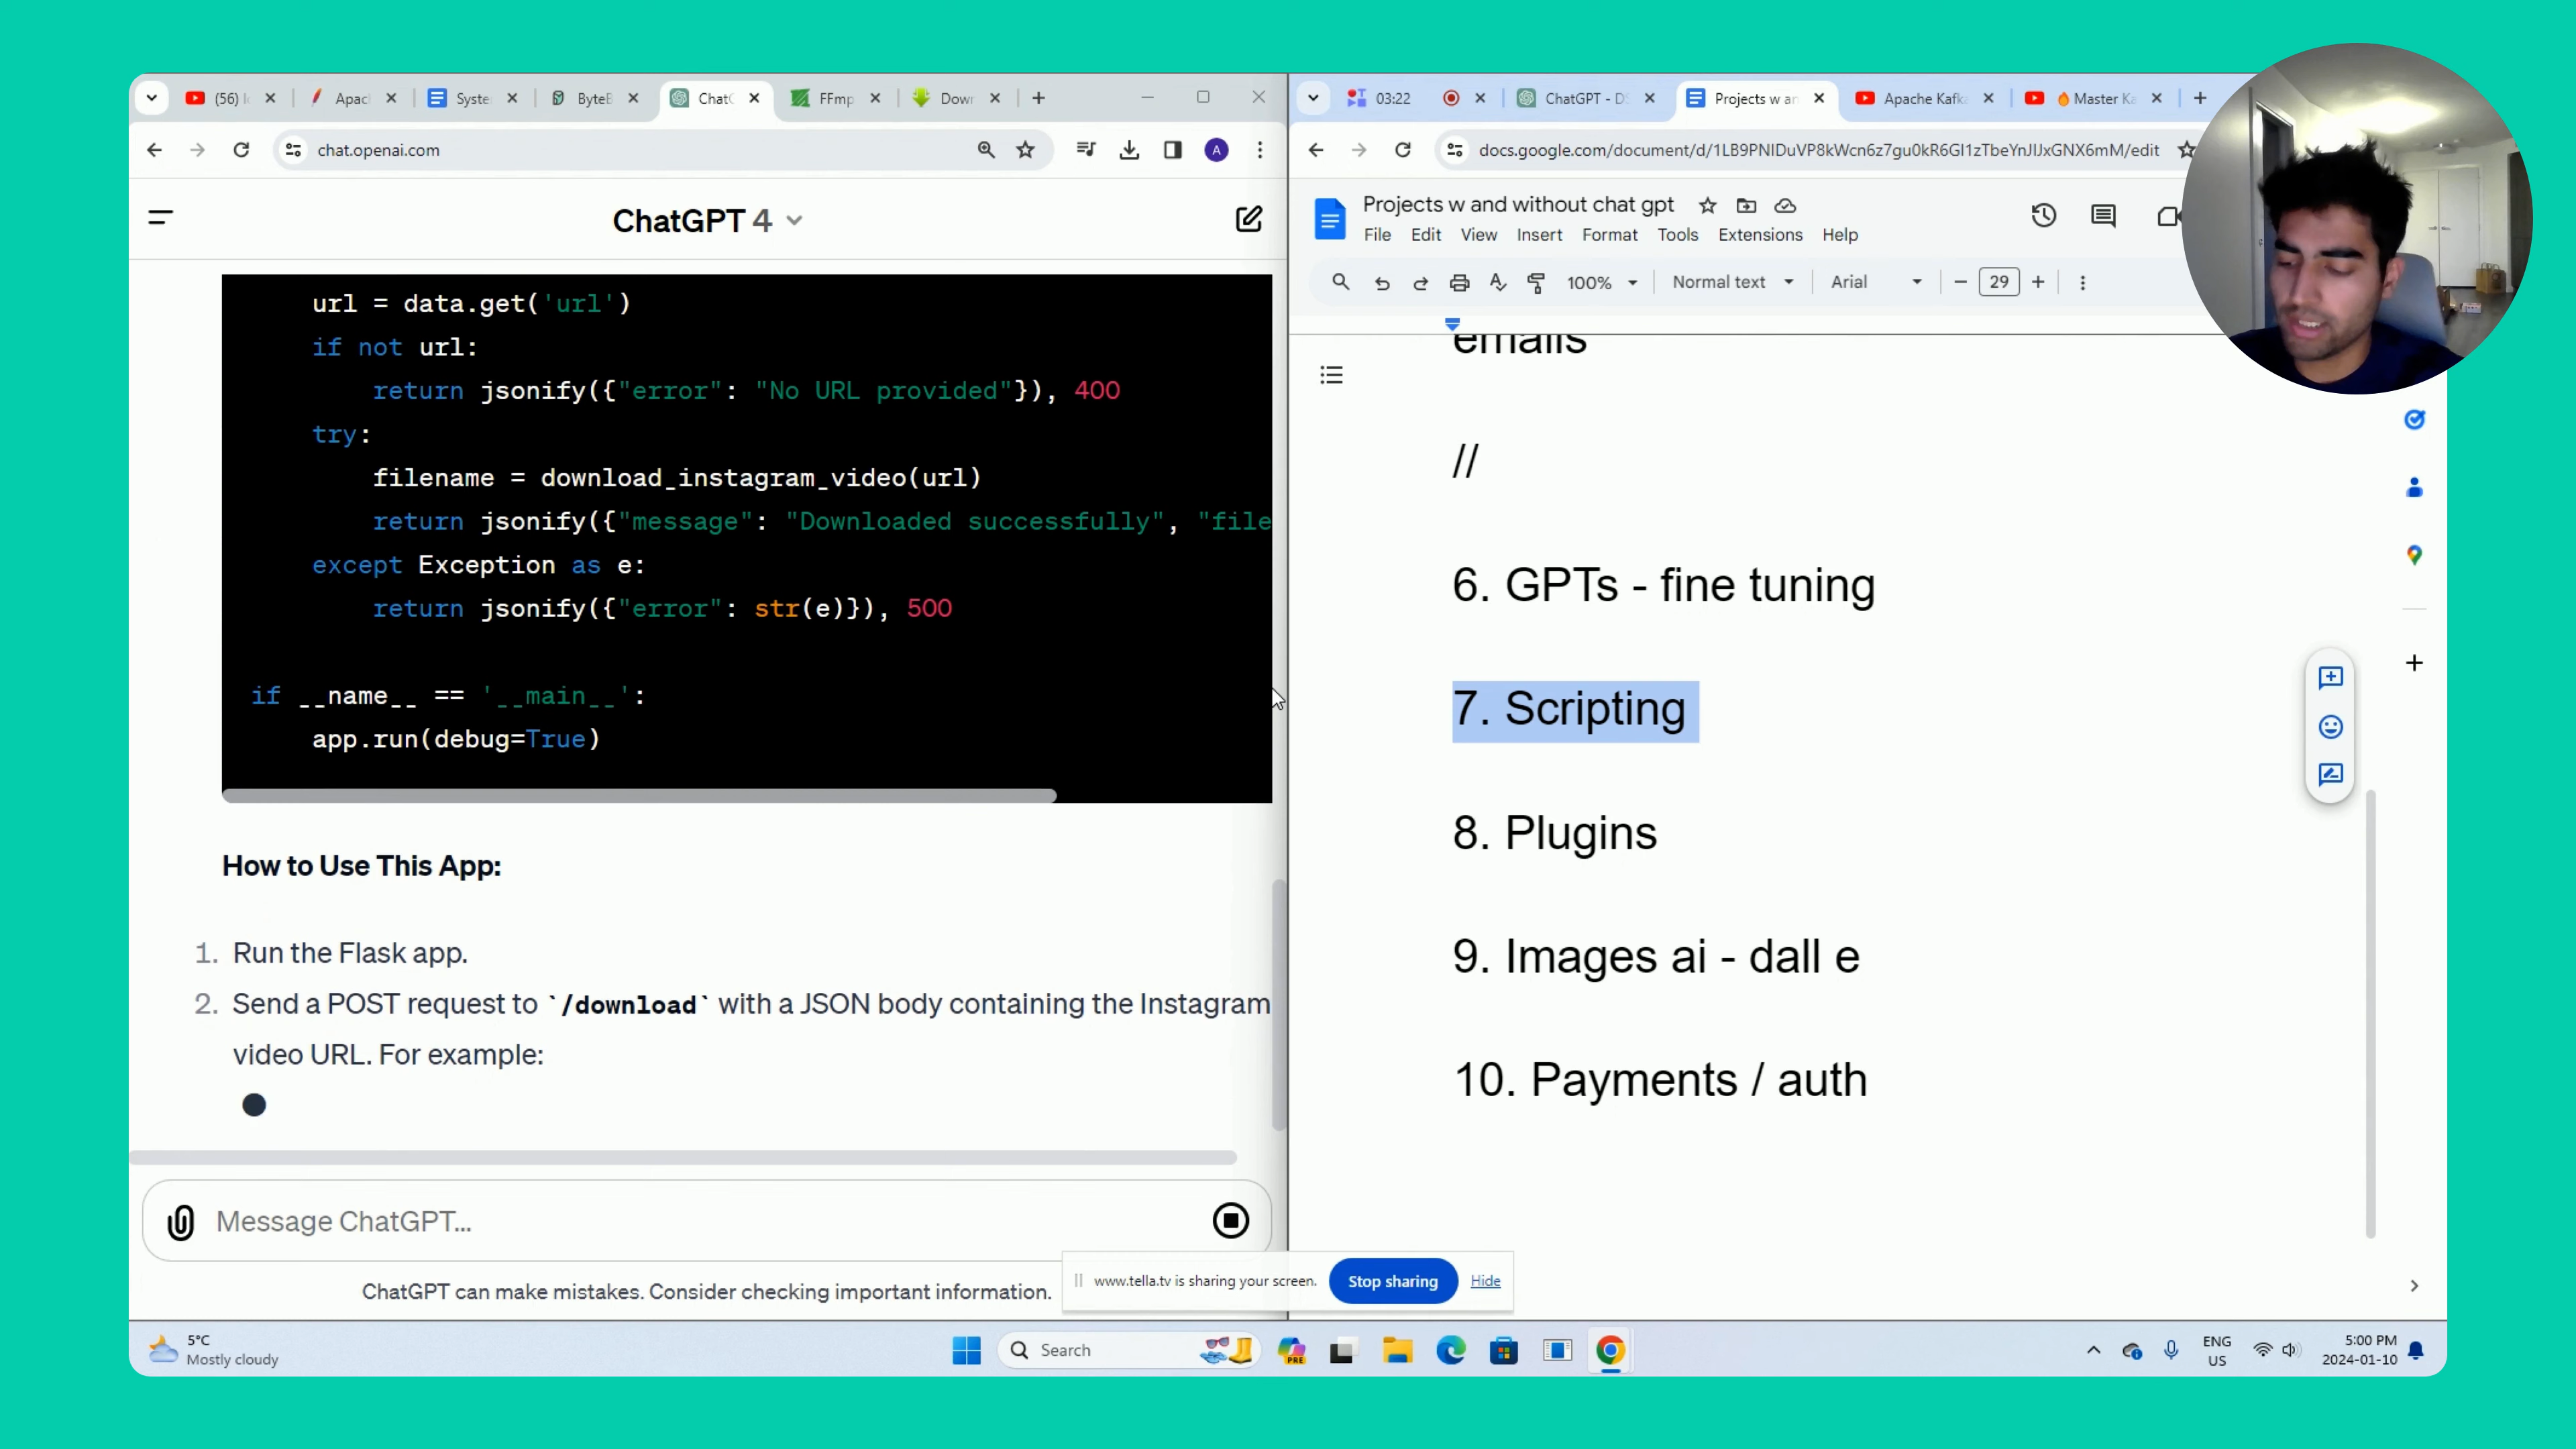 (56) I
Apac
Syste
ByteB
ChatG
FFmp
Dowr
chat.openai.com
A
ChatGPT 4
url = data.get('url')
if not url:
return jsonify({"error": "No URL provided"}), 400
try:
filename = download_instagram_video(url)
return jsonify({"message": "Downloaded successfully", "file
except Exception as e:
return jsonify({"error": str(e)}), 500
if __name__ == '__main__':
app.run(debug=True)
How to Use This App:
1. Run the Flask app.
2. Send a POST request to `/download` with a JSON body containing the Instagram
video URL. For example:
Message ChatGPT...
ChatGPT can make mistakes. Consider checking important information.
03:22
ChatGPT - DS
Projects w an
Apache Kafk
Master Ka
docs.google.com/document/d/1LB9PNIDuVP8kWcn6z7gu0kR6GI1zTbeYnJIJxGNX6mM/edit
Projects w and without chat gpt
File Edit View Insert Format Tools Extensions Help
100% Normal text Arial 29
emails
//
6. GPTs - fine tuning
7. Scripting
8. Plugins
9. Images ai - dall e
10. Payments / auth
www.tella.tv is sharing your screen. Stop sharing Hide
5°C
Mostly cloudy
Search
PRE
ENG
US
5:00 PM
2024-01-10